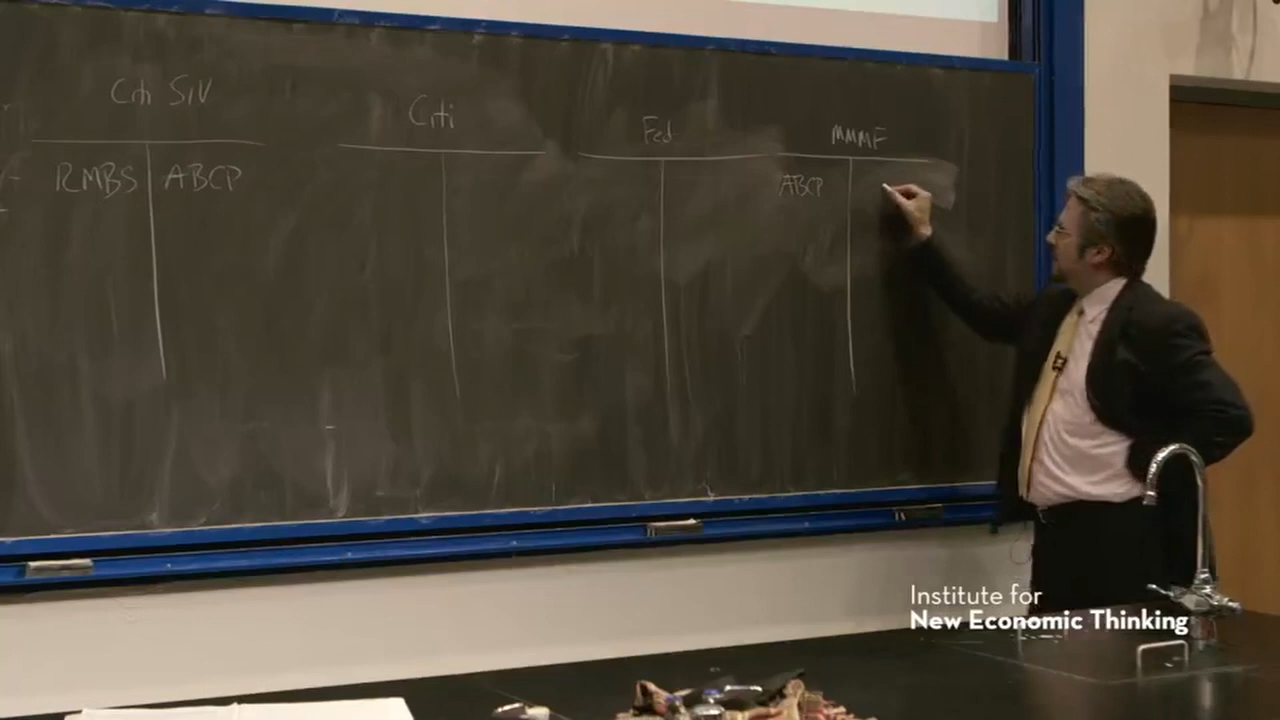 Citi SIV
Citi
Fed
MMMF
RMBS ABCP
ABCP
Institute for
New Economic Thinking